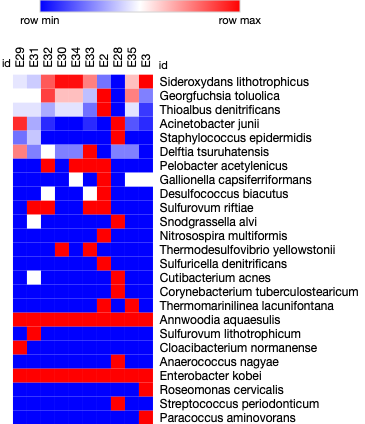 row min row max
id E29 E31 E32 E30 E34 E33 E2 E28 E35 E3 id
Sideroxydans lithotrophicus
Georgfuchsia toluolica
Thioalbus denitrificans
Acinetobacter junii
Staphylococcus epidermidis
Delftia tsuruhatensis
Pelobacter acetylenicus
Gallionella capsiferriformans
Desulfococcus biacutus
Sulfurovum riftiae
Snodgrassella alvi
Nitrosospira multiformis
Thermodesulfovibrio yellowstonii
Sulfuricella denitrificans
Cutibacterium acnes
Corynebacterium tuberculostearicum
Thermomarinilinea lacunifontana
Annwoodia aquaesulis
Sulfurovum lithotrophicum
Cloacibacterium normanense
Anaerococcus nagyae
Enterobacter kobei
Roseomonas cervicalis
Streptococcus periodonticum
Paracoccus aminovorans